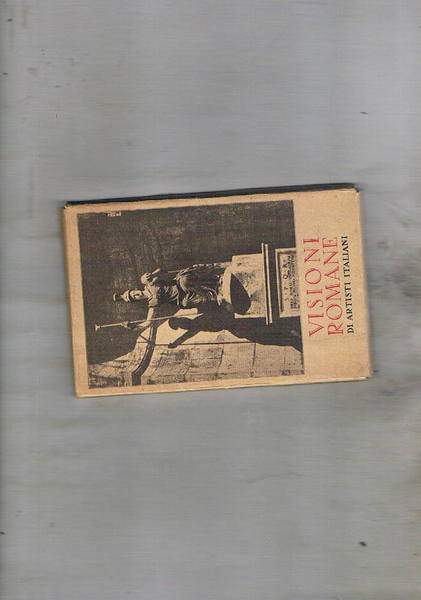 S · P · Q · R
VISIONI
ROMANE
DI ARTISTI ITALIANI